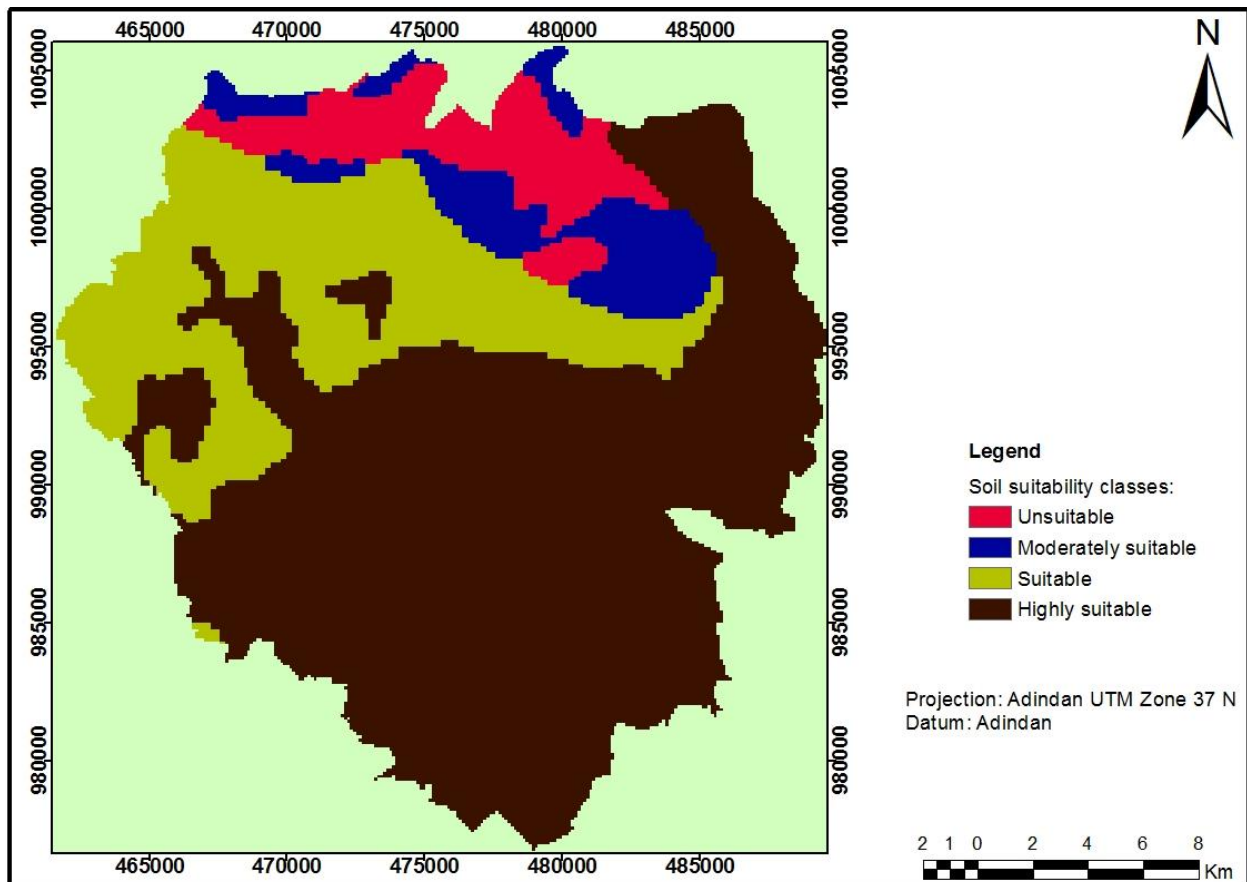 465000 470000 475000 480000 485000
N
1005000 1005000
1000000 1000000
995000 995000
990000 990000
985000 985000
980000 980000
465000 470000 475000 480000 485000
Legend
Soil suitability classes:
Unsuitable
Moderately suitable
Suitable
Highly suitable
Projection: Adindan UTM Zone 37 N
Datum: Adindan
2 1 0 2 4 6 8
Km